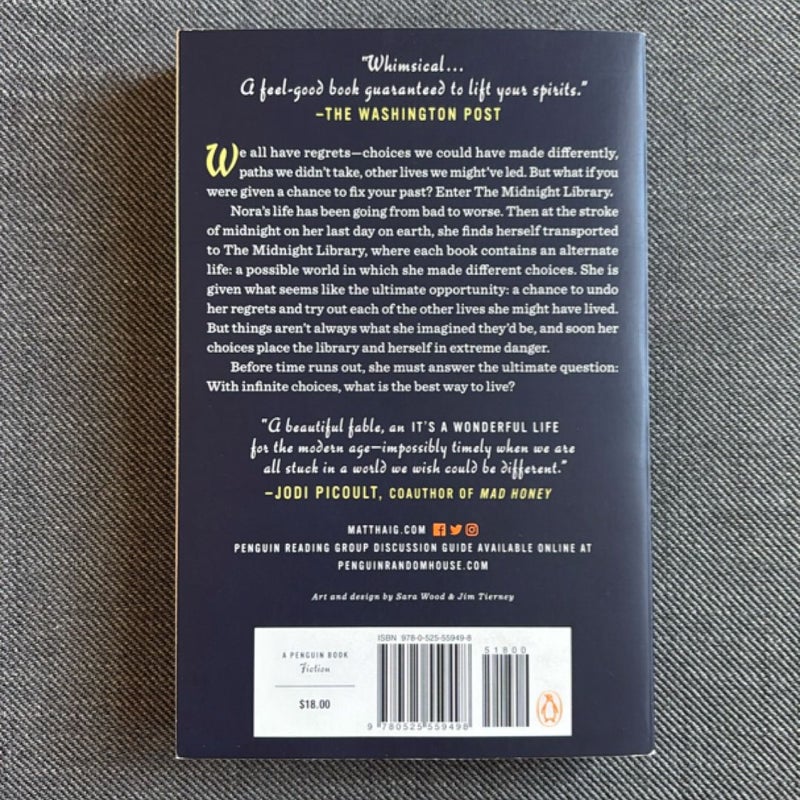 "Whimsical...
A feel-good book guaranteed to lift your spirits."
–THE WASHINGTON POST
We all have regrets—choices we could have made differently,
paths we didn't take, other lives we might've led. But what if you
were given a chance to fix your past? Enter The Midnight Library.
Nora's life has been going from bad to worse. Then at the stroke
of midnight on her last day on earth, she finds herself transported
to The Midnight Library, where each book contains an alternate
life: a possible world in which she made different choices. She is
given what seems like the ultimate opportunity: a chance to undo
her regrets and try out each of the other lives she might have lived.
But things aren't always what she imagined they'd be, and soon her
choices place the library and herself in extreme danger.
Before time runs out, she must answer the ultimate question:
With infinite choices, what is the best way to live?
"A beautiful fable, an IT'S A WONDERFUL LIFE
for the modern age—impossibly timely when we are
all stuck in a world we wish could be different."
–JODI PICOULT, COAUTHOR OF MAD HONEY
MATTHAIG.COM
PENGUIN READING GROUP DISCUSSION GUIDE AVAILABLE ONLINE AT
PENGUINRANDOMHOUSE.COM
Art and design by Sara Wood & Jim Tierney
A PENGUIN BOOK
Fiction
$18.00
ISBN 978-0-525-55949-8
51800
9 780525 559498